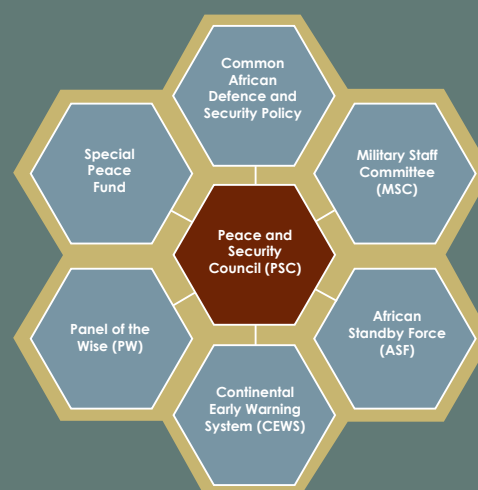 Common
African
Defence and
Security Policy
Special
Peace
Fund
Military Staff
Committee
(MSC)
Peace and
Security
Council (PSC)
Panel of the
Wise (PW)
African
Standby Force
(ASF)
Continental
Early Warning
System (CEWS)